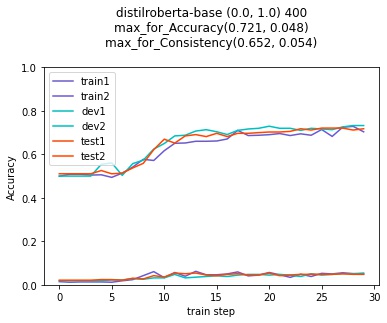 distilroberta-base (0.0, 1.0) 400
max_for_Accuracy(0.721, 0.048)
max_for_Consistency(0.652, 0.054)
1.0
0.8
0.6
0.4
0.2
0.0
Accuracy
train1
train2
dev1
dev2
test1
test2
0 5 10 15 20 25 30
train step